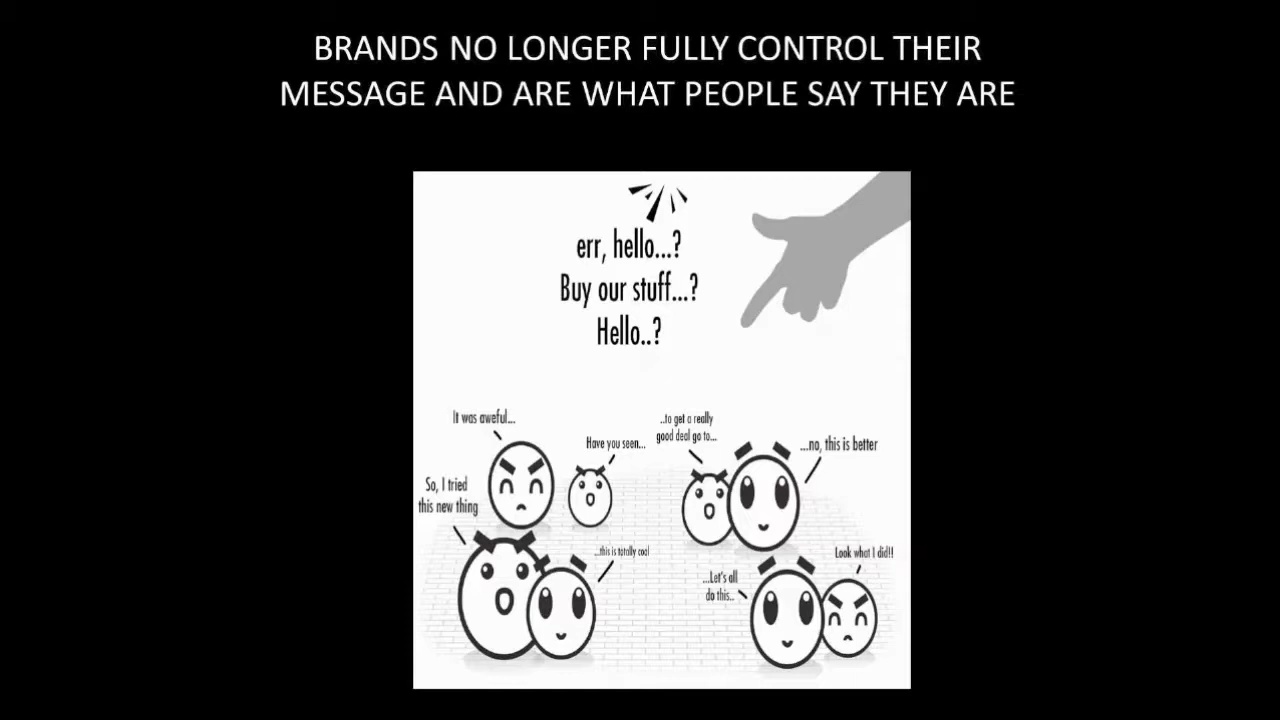 BRANDS NO LONGER FULLY CONTROL THEIR
MESSAGE AND ARE WHAT PEOPLE SAY THEY ARE
err, hello...?
Buy our stuff...?
Hello..?
It was aweful...
Have you seen...
..to get a really
good deal go to...
...no, this is better
So, I tried
this new thing
...this is totally cool
...Let's all
do this..
Look what I did!!